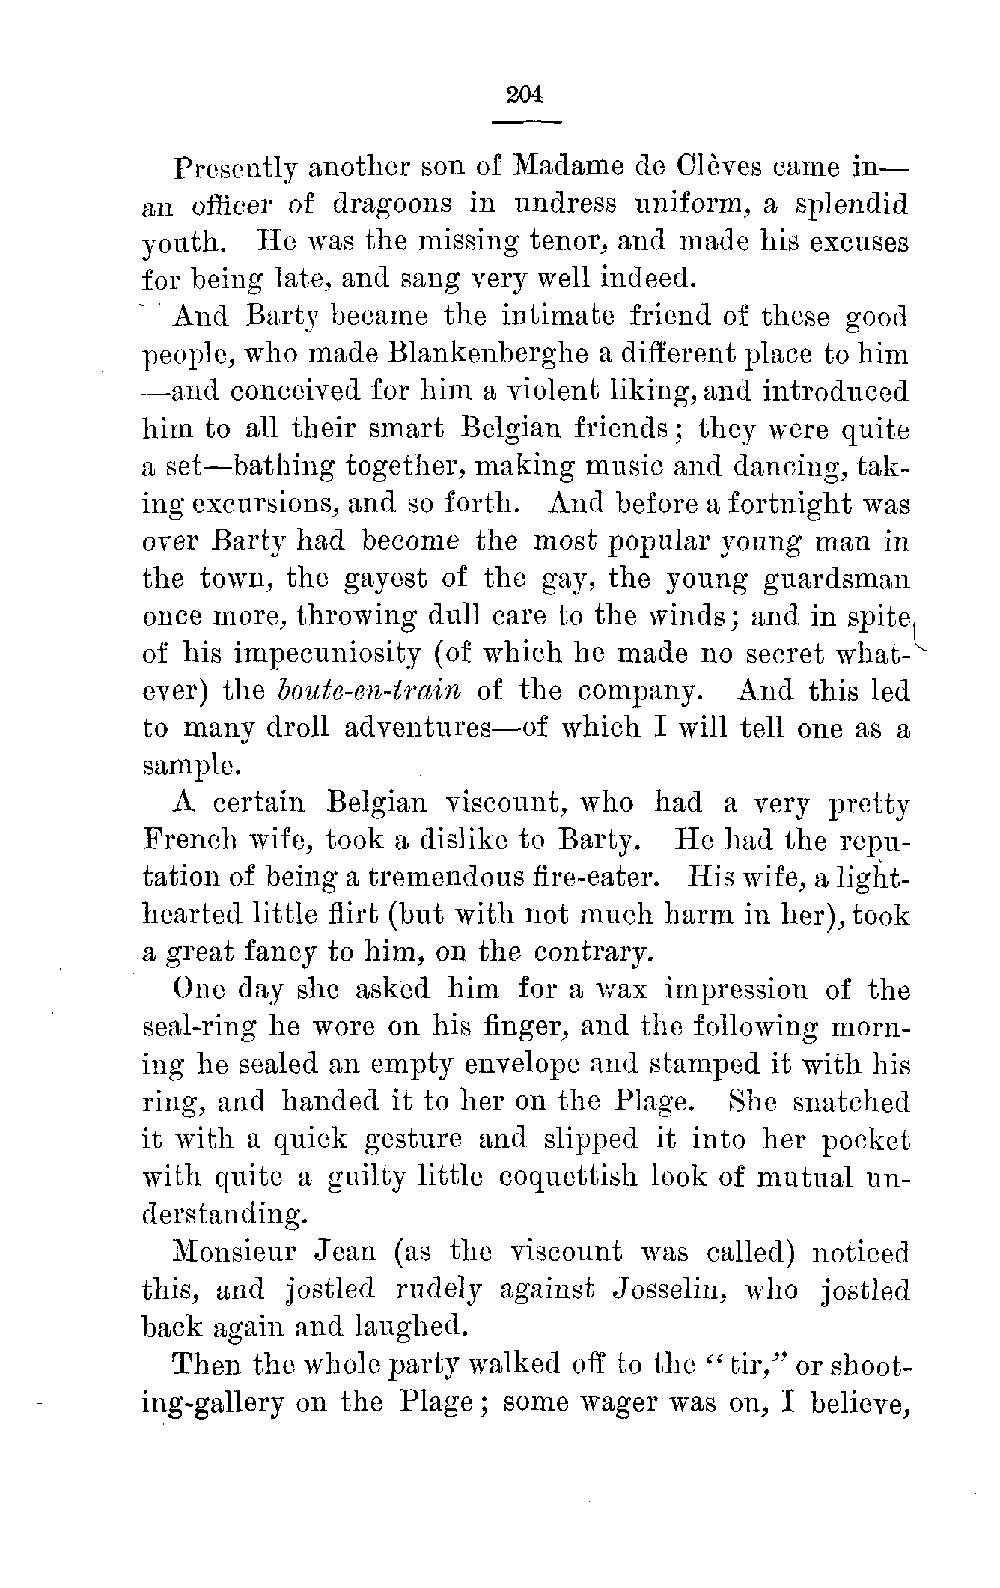 204
Presently another son of Madame de Clèves came in—
an officer of dragoons in undress uniform, a splendid
youth. He was the missing tenor, and made his excuses
for being late, and sang very well indeed.
And Barty became the intimate friend of these good
people, who made Blankenberghe a different place to him
—and conceived for him a violent liking, and introduced
him to all their smart Belgian friends; they were quite
a set—bathing together, making music and dancing, tak-
ing excursions, and so forth. And before a fortnight was
over Barty had become the most popular young man in
the town, the gayest of the gay, the young guardsman
once more, throwing dull care to the winds; and in spite
of his impecuniosity (of which he made no secret what-
ever) the boute-en-train of the company. And this led
to many droll adventures—of which I will tell one as a
sample.
A certain Belgian viscount, who had a very pretty
French wife, took a dislike to Barty. He had the repu-
tation of being a tremendous fire-eater. His wife, a light-
hearted little flirt (but with not much harm in her), took
a great fancy to him, on the contrary.
One day she asked him for a wax impression of the
seal-ring he wore on his finger, and the following morn-
ing he sealed an empty envelope and stamped it with his
ring, and handed it to her on the Plage. She snatched
it with a quick gesture and slipped it into her pocket
with quite a guilty little coquettish look of mutual un-
derstanding.
Monsieur Jean (as the viscount was called) noticed
this, and jostled rudely against Josselin, who jostled
back again and laughed.
Then the whole party walked off to the “tir,” or shoot-
ing-gallery on the Plage; some wager was on, I believe,